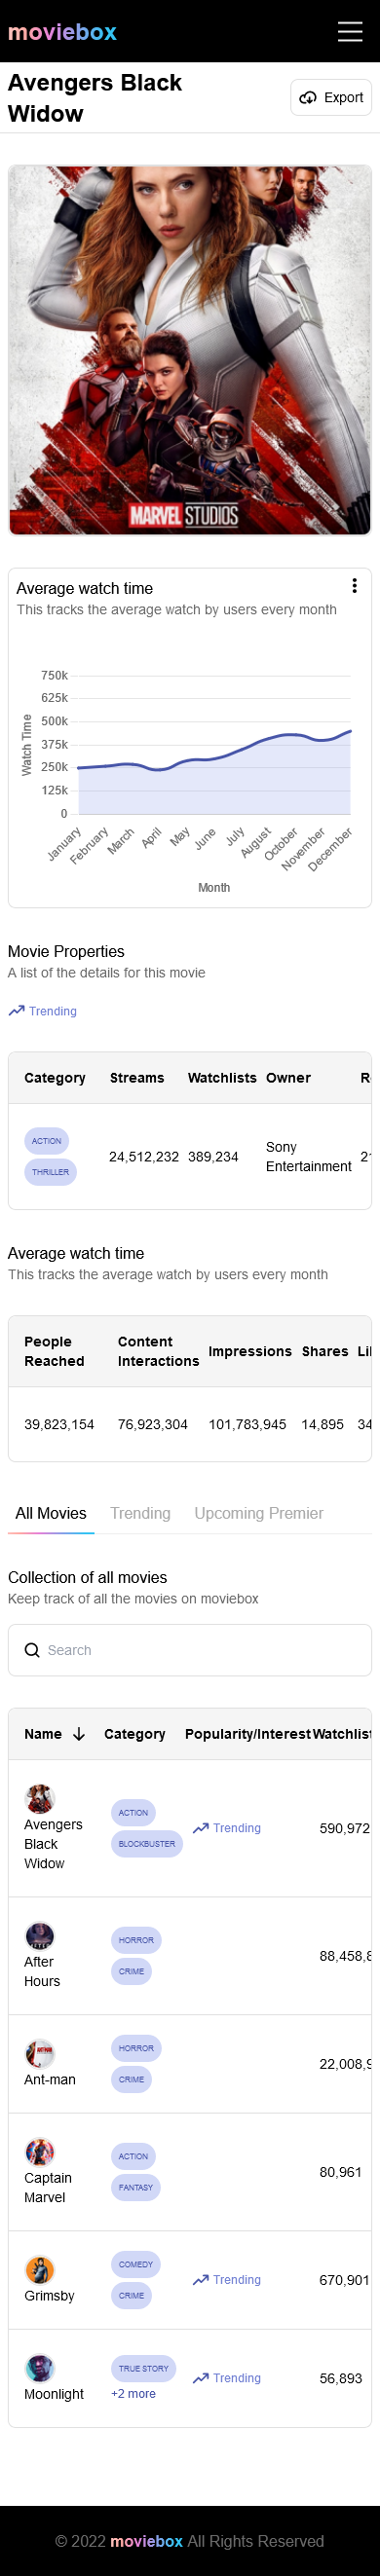 moviebox
Avengers Black
Widow
Export
MARVEL STUDIOS
Average watch time
This tracks the average watch by users every month
750k
625k
500k
375k
250k
125k
0
Watch Time
January
February
March
April
May
June
July
August
October
November
December
Month
Movie Properties
A list of the details for this movie
Trending
Category Streams Watchlists Owner
ACTION
THRILLER
24,512,232 389,234
Sony
Entertainment
Average watch time
This tracks the average watch by users every month
People
Reached
Content
Interactions
Impressions Shares
39,823,154 76,923,304 101,783,945 14,895
All Movies Trending Upcoming Premier
Collection of all movies
Keep track of all the movies on moviebox
Search
Name Category Popularity/Interest Watchlist
Avengers
Black
Widow
ACTION
BLOCKBUSTER
Trending
590,972
After
Hours
HORROR
CRIME
88,458,8
Ant-man
HORROR
CRIME
22,008,9
Captain
Marvel
ACTION
FANTASY
80,961
Grimsby
COMEDY
CRIME
Trending
670,901
Moonlight
TRUE STORY
+2 more
Trending
56,893
© 2022 moviebox All Rights Reserved